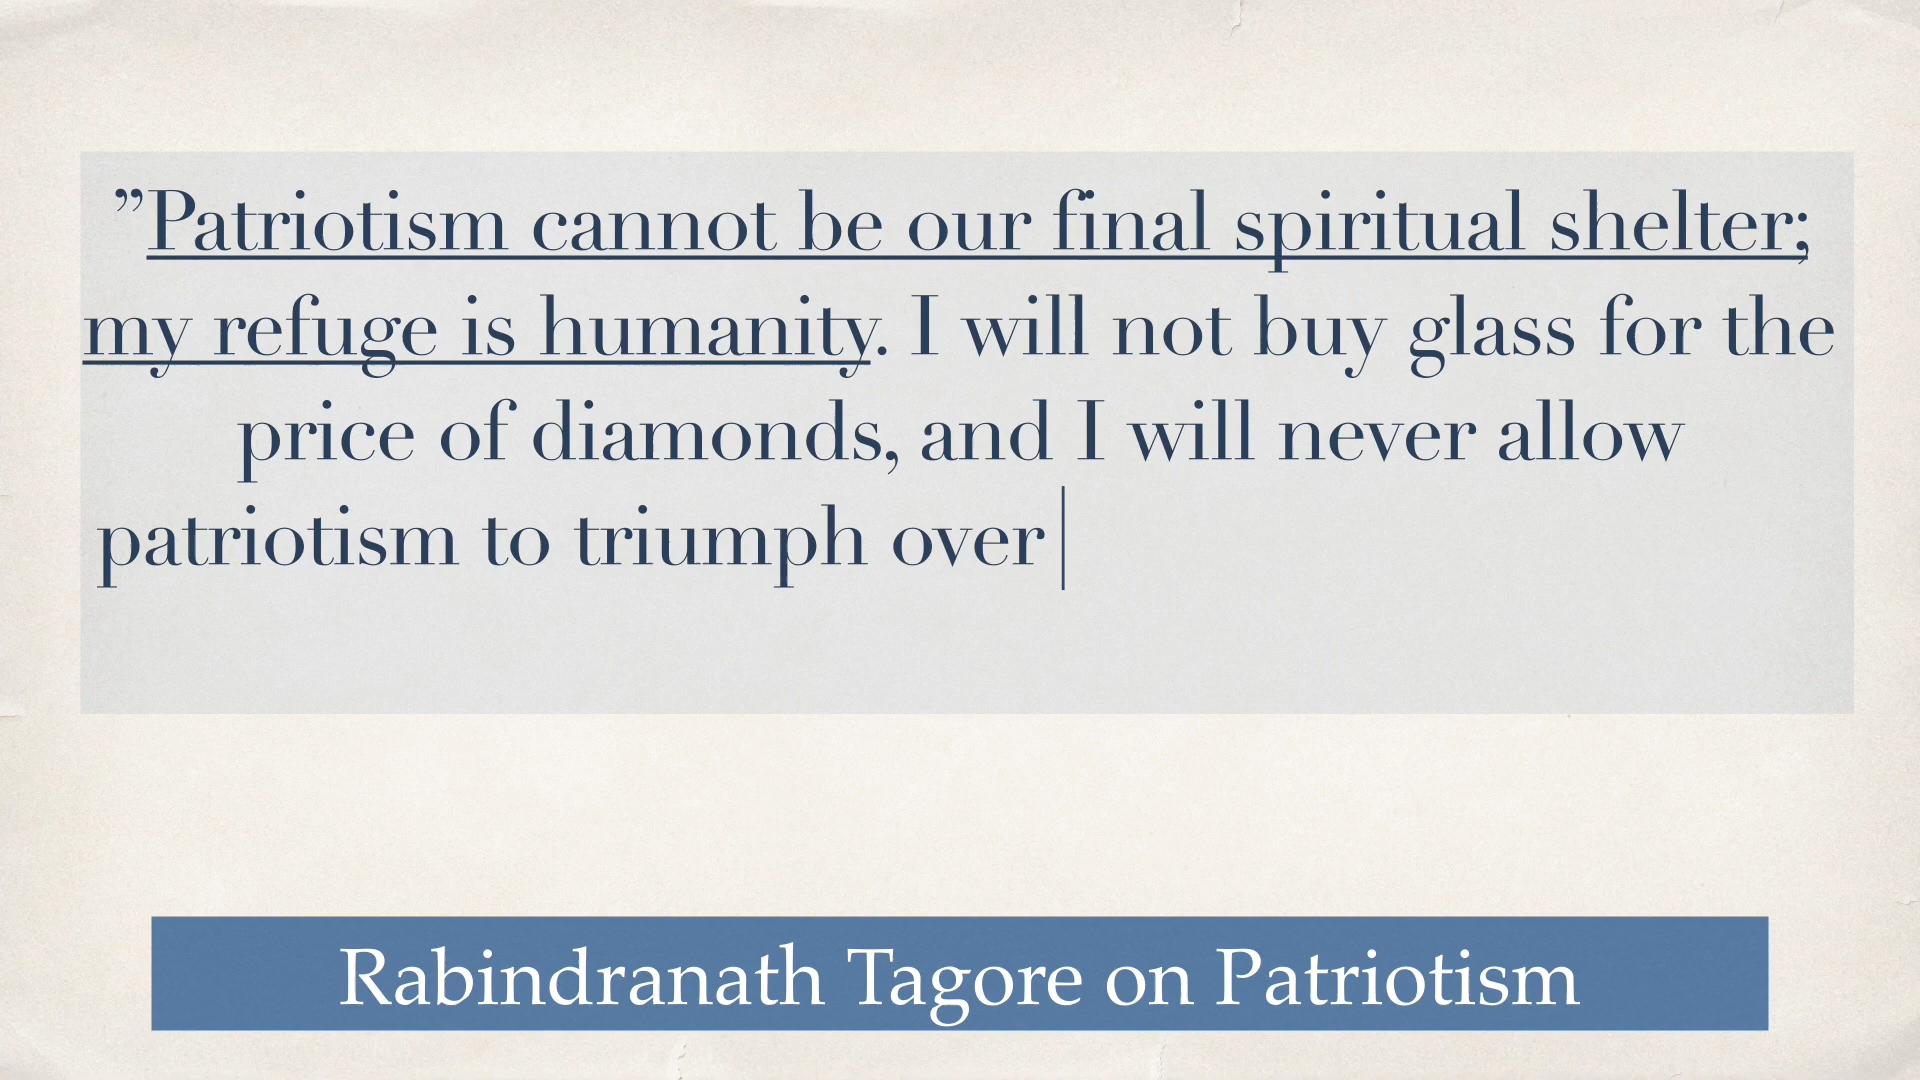 ”Patriotism cannot be our final spiritual shelter;
my refuge is humanity. I will not buy glass for the
price of diamonds, and I will never allow
patriotism to triumph over
Rabindranath Tagore on Patriotism